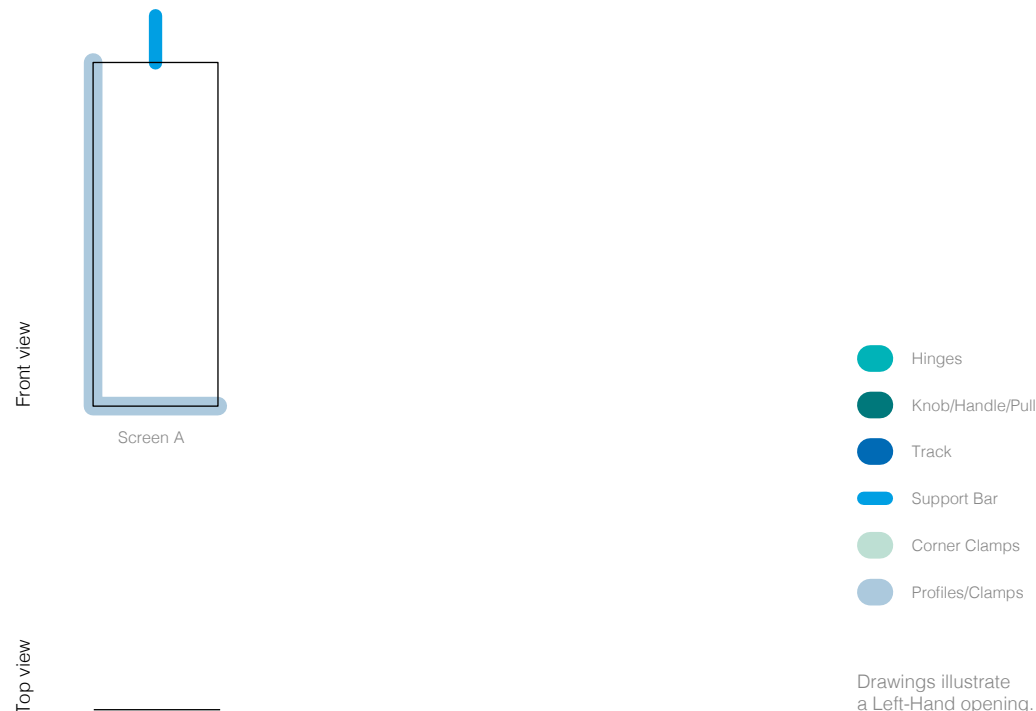 Front view
Screen A
Hinges
Knob/Handle/Pull
Track
Support Bar
Corner Clamps
Profiles/Clamps
Top view
Drawings illustrate
a Left-Hand opening.